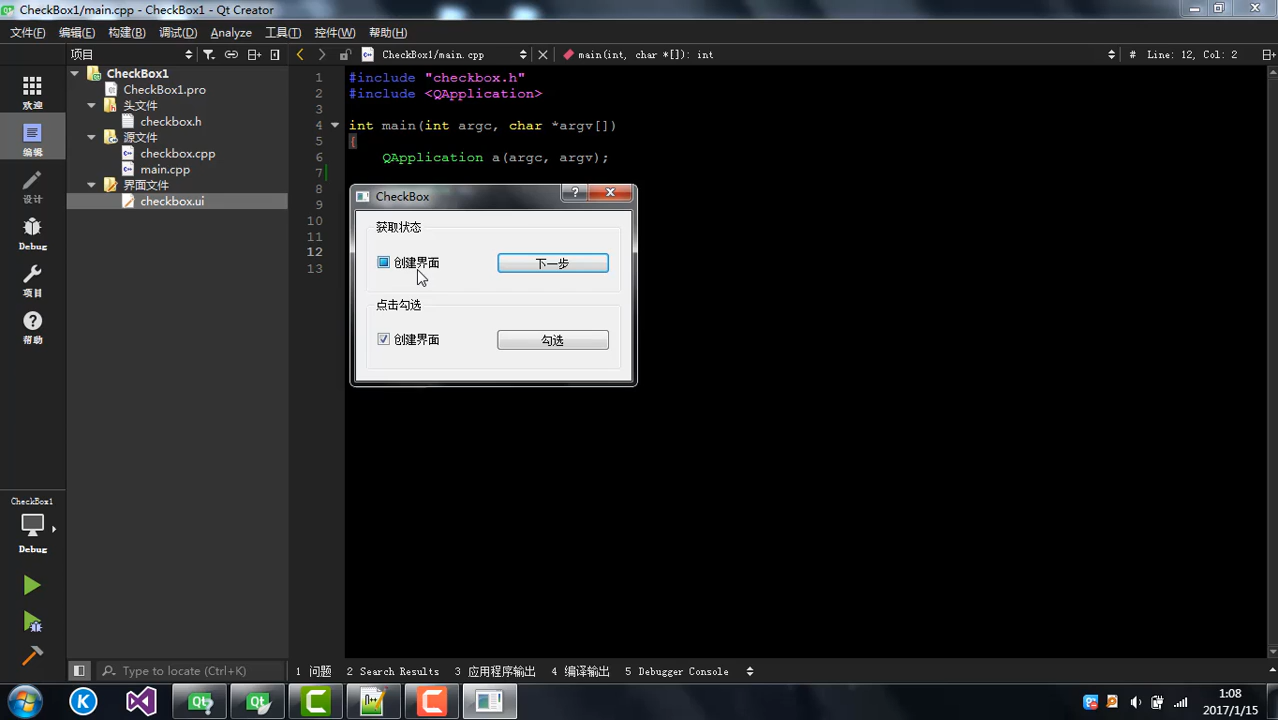 CheckBox1/main.cpp - CheckBox1 - Qt Creator
文件(F) 编辑(E) 构建(B) 调试(D) Analyze 工具(T) 控件(W) 帮助(H)
项目 CheckBox1/main.cpp main(int, char *[]): int # Line: 12, Col: 2
CheckBox1
CheckBox1.pro
头文件
checkbox.h
源文件
checkbox.cpp
main.cpp
界面文件
checkbox.ui
欢迎
编辑
设计
Debug
项目
帮助
CheckBox1
Debug
1 #include "checkbox.h"
2 #include <QApplication>
3
4 int main(int argc, char *argv[])
5 {
6 QApplication a(argc, argv);
7
8
9
10
11
12
13
CheckBox ?
获取状态
创建界面 下一步
点击勾选
创建界面 勾选
Type to locate (Ctrl+K) 1 问题 2 Search Results 3 应用程序输出 4 编译输出 5 Debugger Console
1:08
2017/1/15